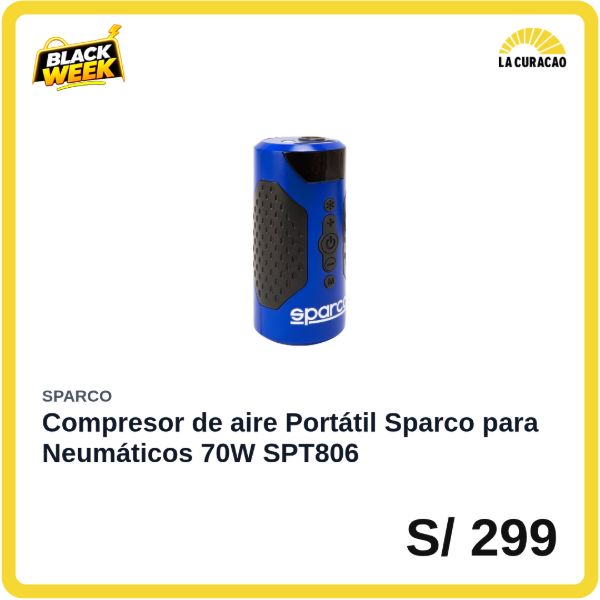 BLACK
WEEK
LA CURACAO
sparco
SPARCO
Compresor de aire Portátil Sparco para
Neumáticos 70W SPT806
S/ 299